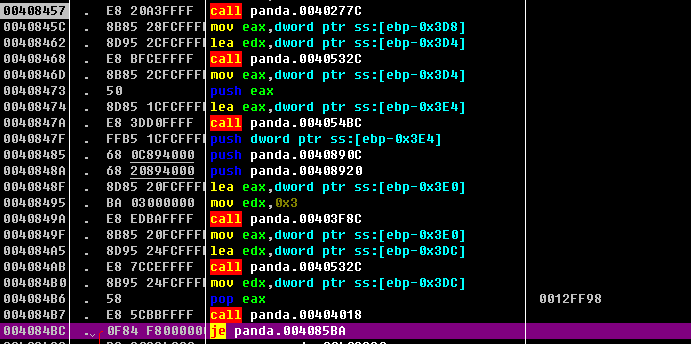 00408457 . E8 20A3FFFF call panda.0040277C
0040845C . 8B85 28FCFFFF mov eax,dword ptr ss:[ebp-0x3D8]
00408462 . 8D95 2CFCFFFF lea edx,dword ptr ss:[ebp-0x3D4]
00408468 . E8 BFCEFFFF call panda.0040532C
0040846D . 8B85 2CFCFFFF mov eax,dword ptr ss:[ebp-0x3D4]
00408473 . 50 push eax
00408474 . 8D85 1CFCFFFF lea eax,dword ptr ss:[ebp-0x3E4]
0040847A . E8 3DD0FFFF call panda.004054BC
0040847F . FFB5 1CFCFFFF push dword ptr ss:[ebp-0x3E4]
00408485 . 68 0C894000 push panda.0040890C
0040848A . 68 20894000 push panda.00408920
0040848F . 8D85 20FCFFFF lea eax,dword ptr ss:[ebp-0x3E0]
00408495 . BA 03000000 mov edx,0x3
0040849A . E8 EDBAFFFF call panda.00403F8C
0040849F . 8B85 20FCFFFF mov eax,dword ptr ss:[ebp-0x3E0]
004084A5 . 8D95 24FCFFFF lea edx,dword ptr ss:[ebp-0x3DC]
004084AB . E8 7CCEFFFF call panda.0040532C
004084B0 . 8B95 24FCFFFF mov edx,dword ptr ss:[ebp-0x3DC]
004084B6 . 58 pop eax 0012FF98
004084B7 . E8 5CBBFFFF call panda.00404018
004084BC . 0F84 F8000000 je panda.004085BA